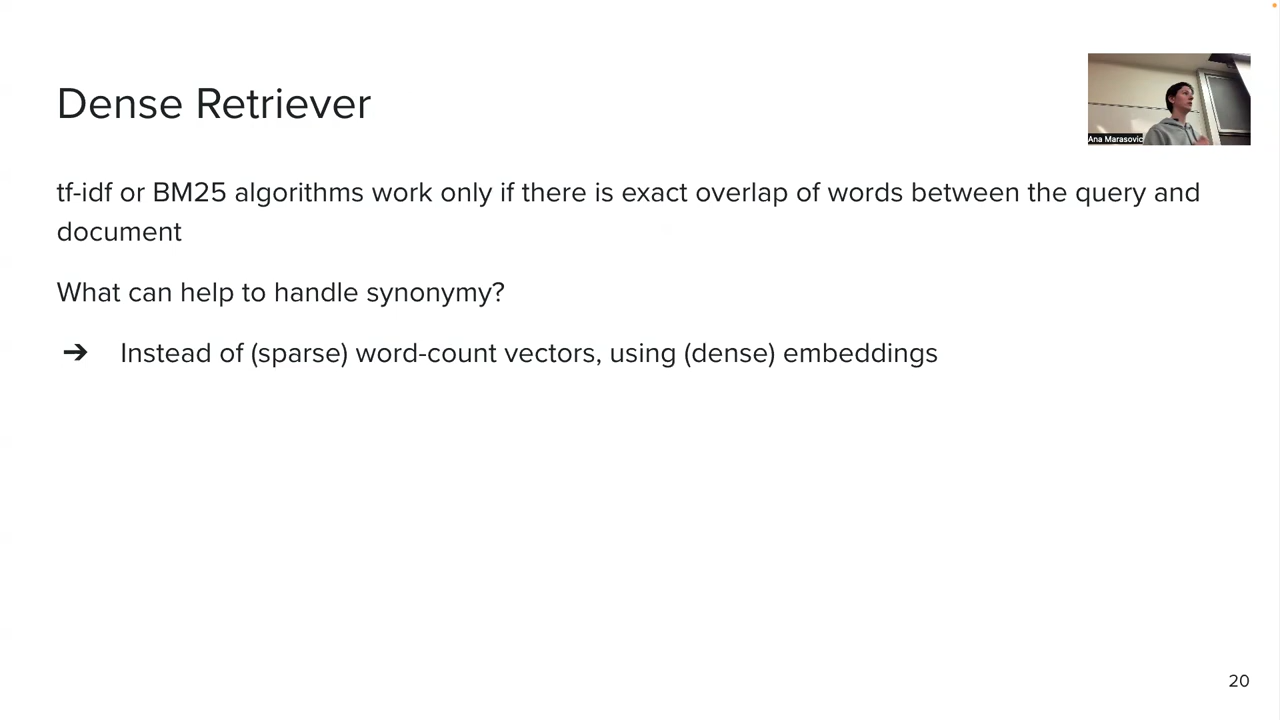 Dense Retriever
Ana Marasovic
tf-idf or BM25 algorithms work only if there is exact overlap of words between the query and
document
What can help to handle synonymy?
➔ Instead of (sparse) word-count vectors, using (dense) embeddings
20